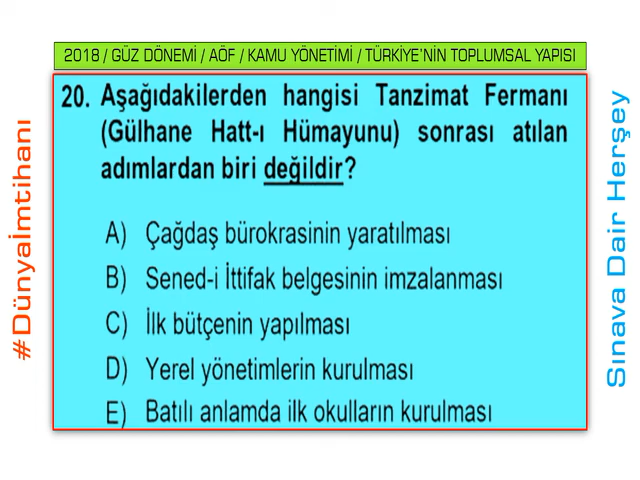 2018 / GÜZ DÖNEMİ / AÖF / KAMU YÖNETİMİ / TÜRKİYE'NİN TOPLUMSAL YAPISI
20. Aşağıdakilerden hangisi Tanzimat Fermanı
(Gülhane Hatt-ı Hümayunu) sonrası atılan
adımlardan biri değildir?
A) Çağdaş bürokrasinin yaratılması
B) Sened-i İttifak belgesinin imzalanması
C) İlk bütçenin yapılması
D) Yerel yönetimlerin kurulması
E) Batılı anlamda ilk okulların kurulması
#Dünyaİmtihanı
Sınava Dair Herşey